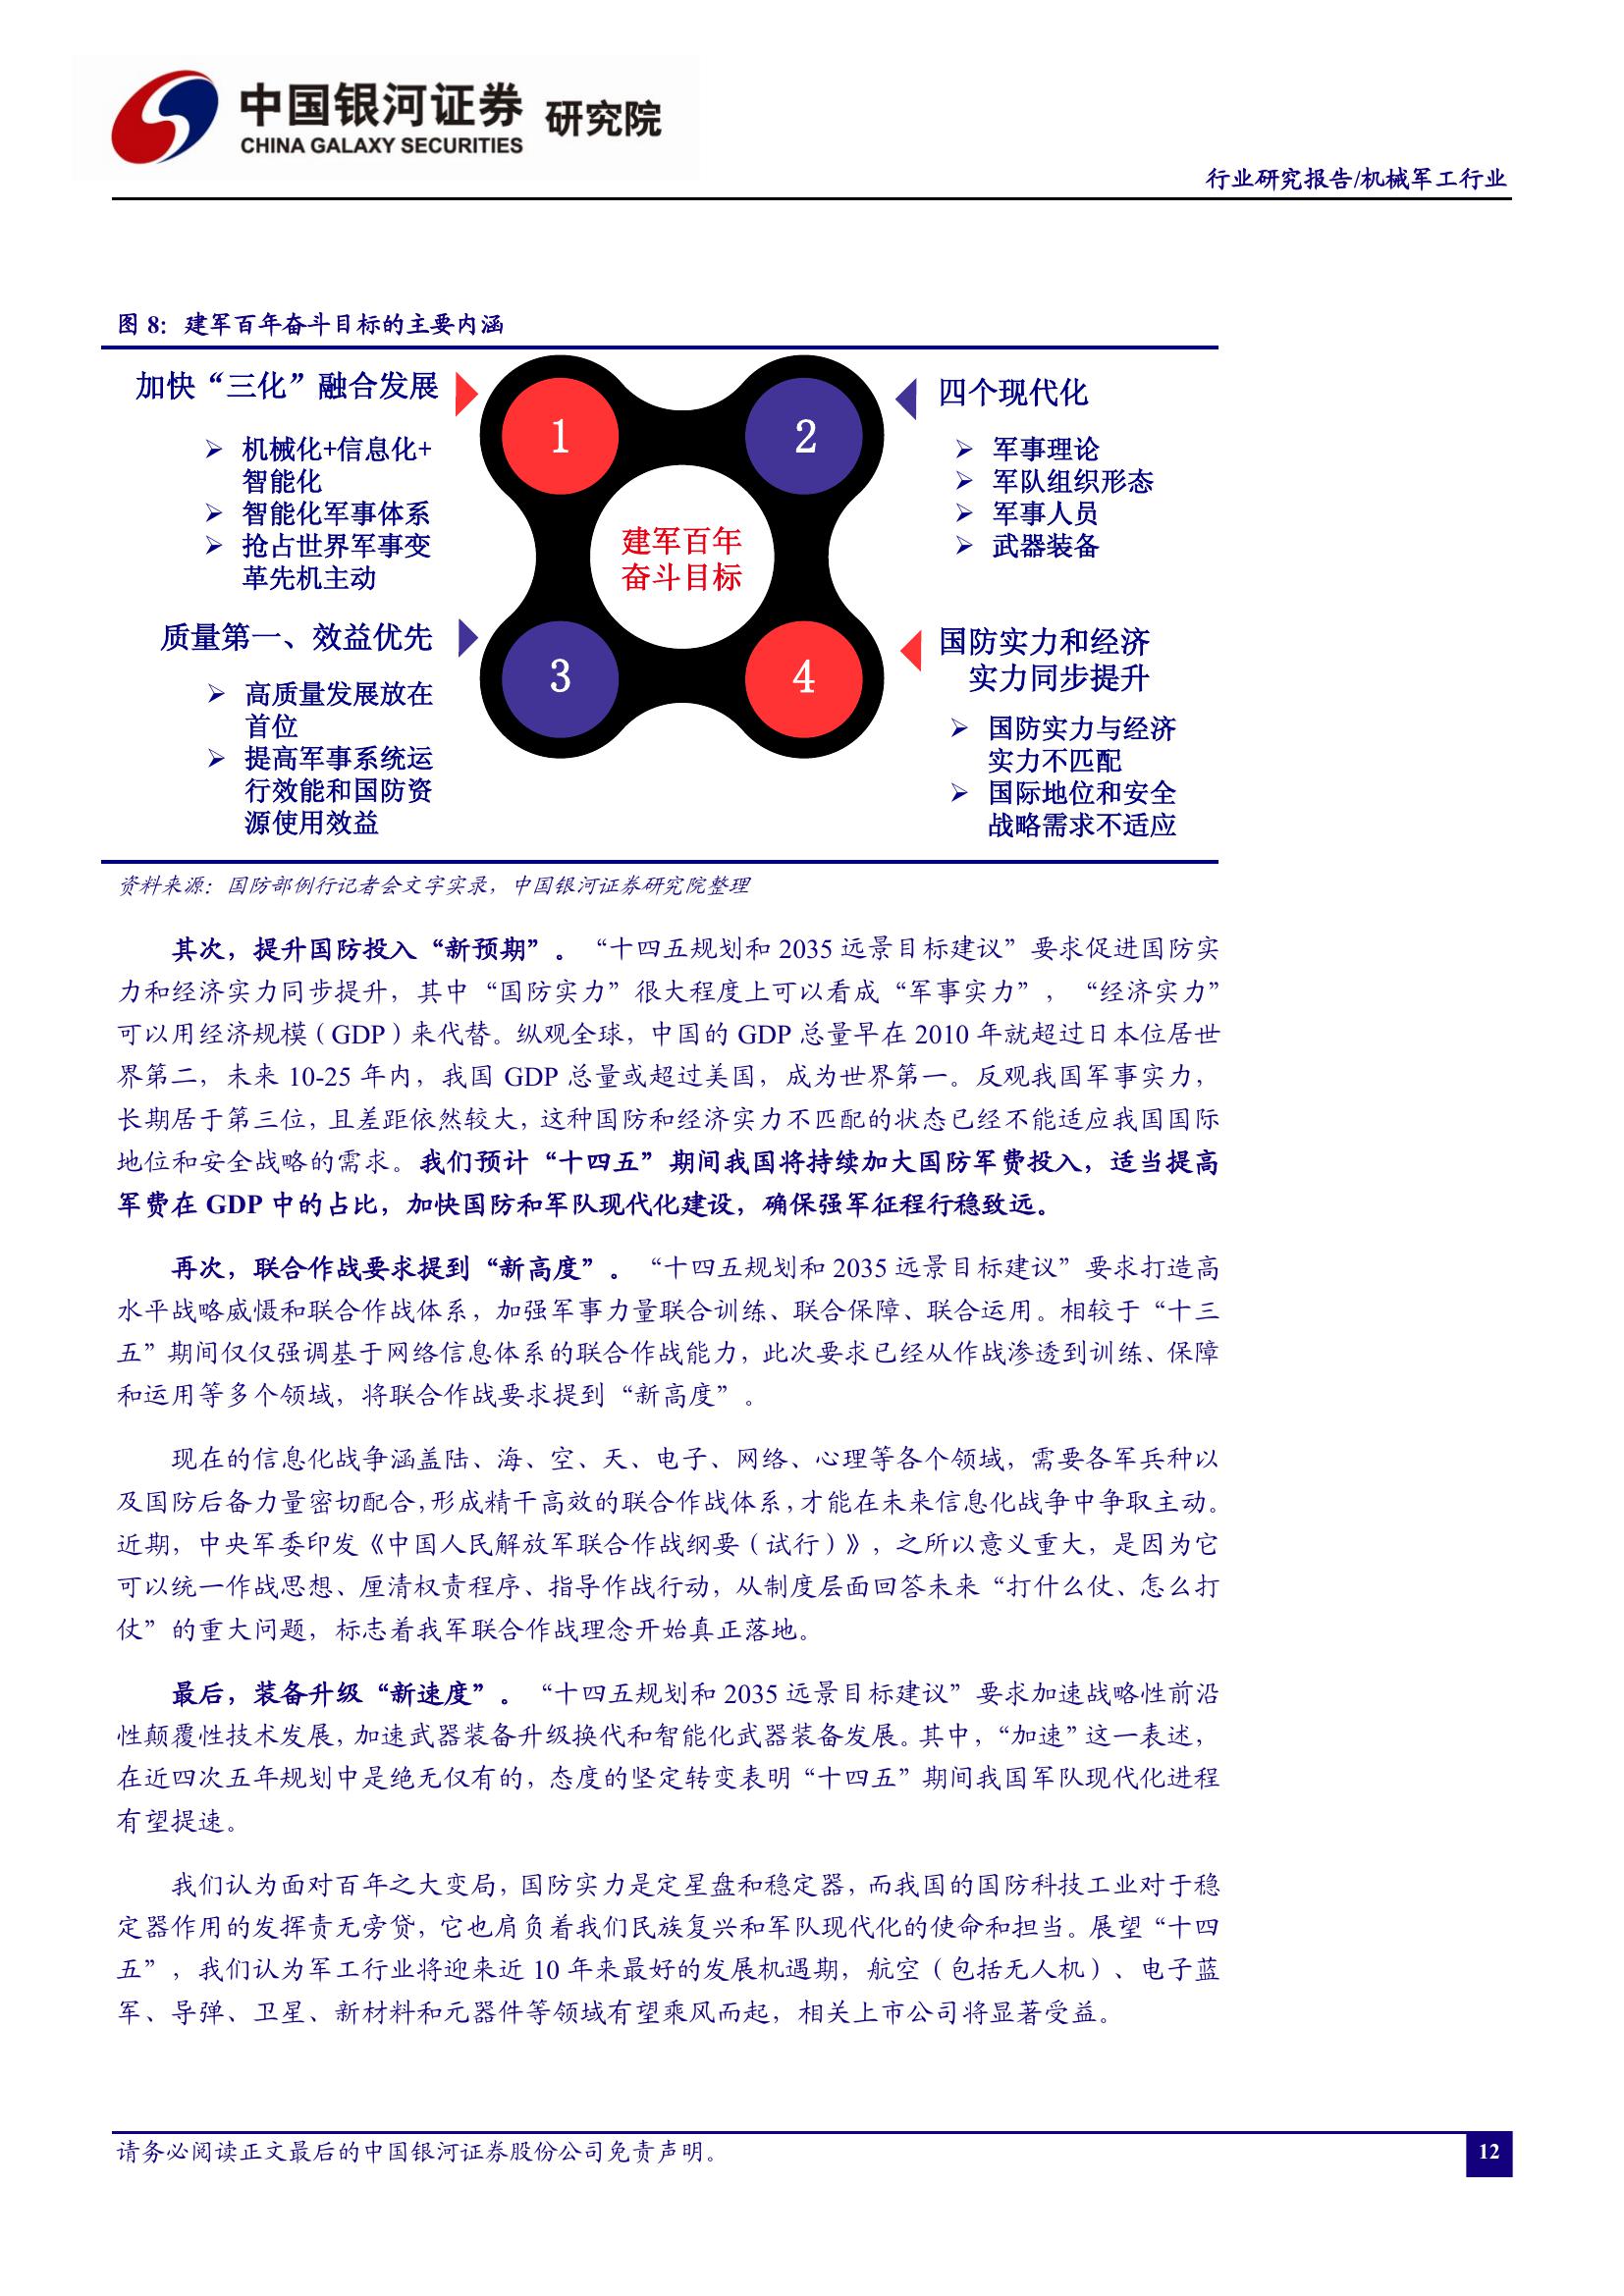 中国银河证券 研究院
CHINA GALAXY SECURITIES
行业研究报告/机械军工行业
图 8：建军百年奋斗目标的主要内涵
加快“三化”融合发展
➢ 机械化+信息化+
智能化
➢ 智能化军事体系
➢ 抢占世界军事变
革先机主动
1
2
四个现代化
➢ 军事理论
➢ 军队组织形态
➢ 军事人员
➢ 武器装备
建军百年
奋斗目标
质量第一、效益优先
➢ 高质量发展放在
首位
➢ 提高军事系统运
行效能和国防资
源使用效益
3
4
国防实力和经济
实力同步提升
➢ 国防实力与经济
实力不匹配
➢ 国际地位和安全
战略需求不适应
资料来源：国防部例行记者会文字实录，中国银河证券研究院整理
其次，提升国防投入“新预期”。“十四五规划和 2035 远景目标建议”要求促进国防实
力和经济实力同步提升，其中“国防实力”很大程度上可以看成“军事实力”，“经济实力”
可以用经济规模（GDP）来代替。纵观全球，中国的 GDP 总量早在 2010 年就超过日本位居世
界第二，未来 10-25 年内，我国 GDP 总量或超过美国，成为世界第一。反观我国军事实力，
长期居于第三位，且差距依然较大，这种国防和经济实力不匹配的状态已经不能适应我国国际
地位和安全战略的需求。我们预计“十四五”期间我国将持续加大国防军费投入，适当提高
军费在 GDP 中的占比，加快国防和军队现代化建设，确保强军征程行稳致远。
再次，联合作战要求提到“新高度”。“十四五规划和 2035 远景目标建议”要求打造高
水平战略威慑和联合作战体系，加强军事力量联合训练、联合保障、联合运用。相较于“十三
五”期间仅仅强调基于网络信息体系的联合作战能力，此次要求已经从作战渗透到训练、保障
和运用等多个领域，将联合作战要求提到“新高度”。
现在的信息化战争涵盖陆、海、空、天、电子、网络、心理等各个领域，需要各军兵种以
及国防后备力量密切配合，形成精干高效的联合作战体系，才能在未来信息化战争中争取主动。
近期，中央军委印发《中国人民解放军联合作战纲要（试行）》，之所以意义重大，是因为它
可以统一作战思想、厘清权责程序、指导作战行动，从制度层面回答未来“打什么仗、怎么打
仗”的重大问题，标志着我军联合作战理念开始真正落地。
最后，装备升级“新速度”。“十四五规划和 2035 远景目标建议”要求加速战略性前沿
性颠覆性技术发展，加速武器装备升级换代和智能化武器装备发展。其中，“加速”这一表述，
在近四次五年规划中是绝无仅有的，态度的坚定转变表明“十四五”期间我国军队现代化进程
有望提速。
我们认为面对百年之大变局，国防实力是定星盘和稳定器，而我国的国防科技工业对于稳
定器作用的发挥责无旁贷，它也肩负着我们民族复兴和军队现代化的使命和担当。展望“十四
五”，我们认为军工行业将迎来近 10 年来最好的发展机遇期，航空（包括无人机）、电子蓝
军、导弹、卫星、新材料和元器件等领域有望乘风而起，相关上市公司将显著受益。
请务必阅读正文最后的中国银河证券股份公司免责声明。
12